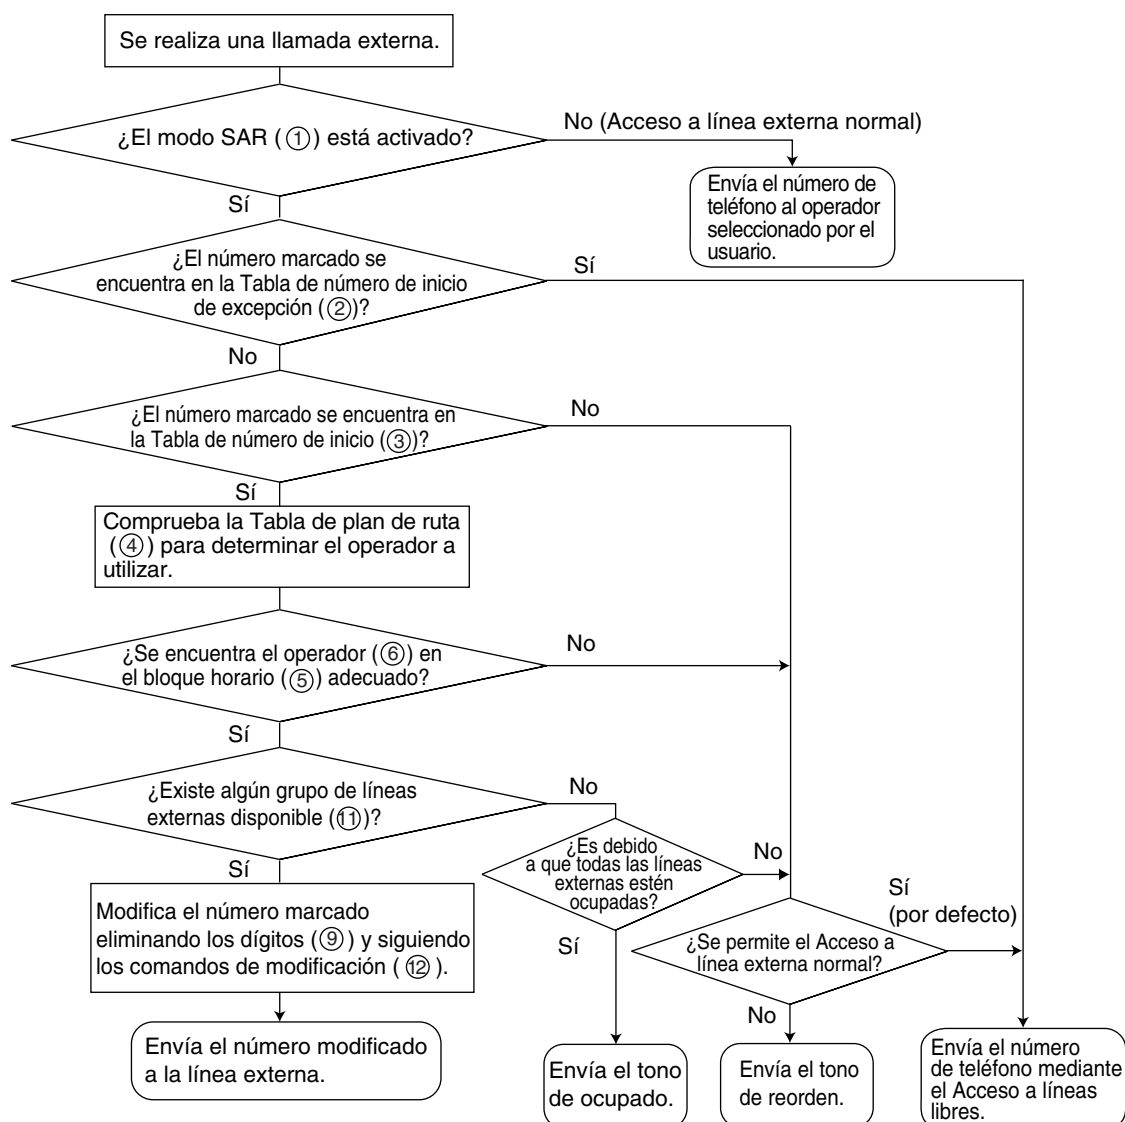 Se realiza una llamada externa.
¿El modo SAR (①) está activado?
No (Acceso a línea externa normal)
Envía el número de
teléfono al operador
seleccionado por el
usuario.
Sí
¿El número marcado se
encuentra en la Tabla de número de inicio
de excepción (②)?
Sí
No
¿El número marcado se encuentra en
la Tabla de número de inicio (③)?
No
Sí
Comprueba la Tabla de plan de ruta
(④) para determinar el operador a
utilizar.
¿Se encuentra el operador (⑥) en
el bloque horario (⑤) adecuado?
No
Sí
¿Existe algún grupo de líneas
externas disponible (⑪)?
No
¿Es debido
a que todas las líneas
externas estén
ocupadas?
No
Sí
Sí
(por defecto)
Modifica el número marcado
eliminando los dígitos (⑨) y siguiendo
los comandos de modificación (⑫).
¿Se permite el Acceso a
línea externa normal?
No
Envía el número modificado
a la línea externa.
Envía el tono
de ocupado.
Envía el tono
de reorden.
Envía el número
de teléfono mediante
el Acceso a líneas
libres.